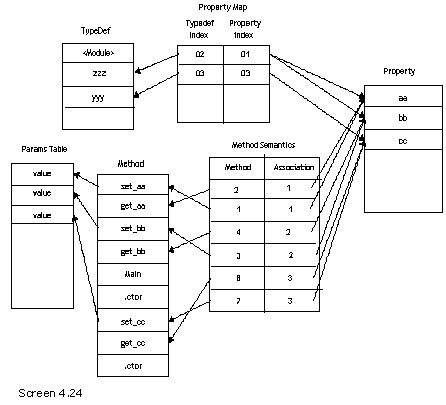 Property Map
TypeDef
Typedef Index
Property Index
<Module>
zzz
yyy
02 01
03 03
Property
aa
bb
cc
Params Table
value
value
value
Method
set_aa
get_aa
set_bb
get_bb
Main
.ctor
set_cc
get_cc
.ctor
Method Semantics
Method Association
2 1
1 1
4 2
3 2
8 3
7 3
Screen 4.24